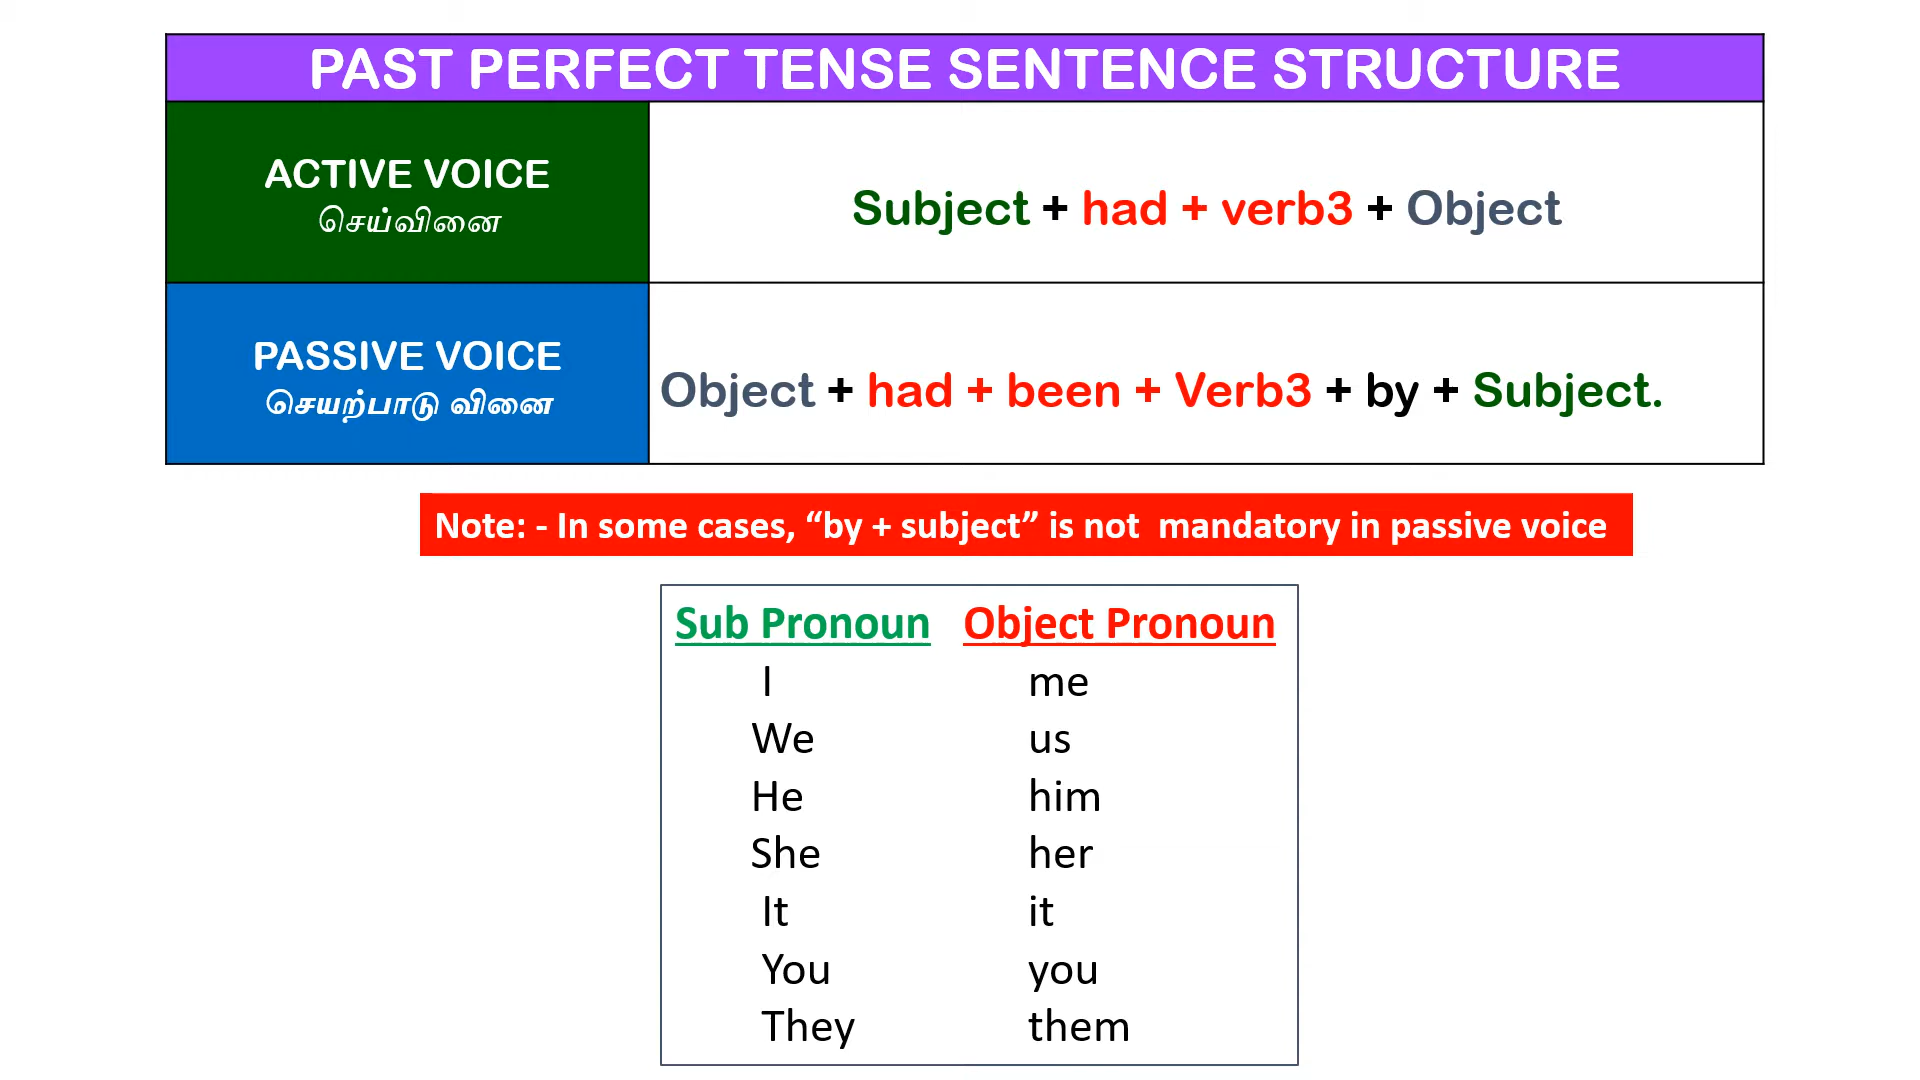 PAST PERFECT TENSE SENTENCE STRUCTURE
ACTIVE VOICE
செய்வினை
Subject + had + verb3 + Object
PASSIVE VOICE
செயற்பாடு வினை
Object + had + been + Verb3 + by + Subject.
Note: - In some cases, “by + subject” is not mandatory in passive voice
Sub Pronoun Object Pronoun
I me
We us
He him
She her
It it
You you
They them